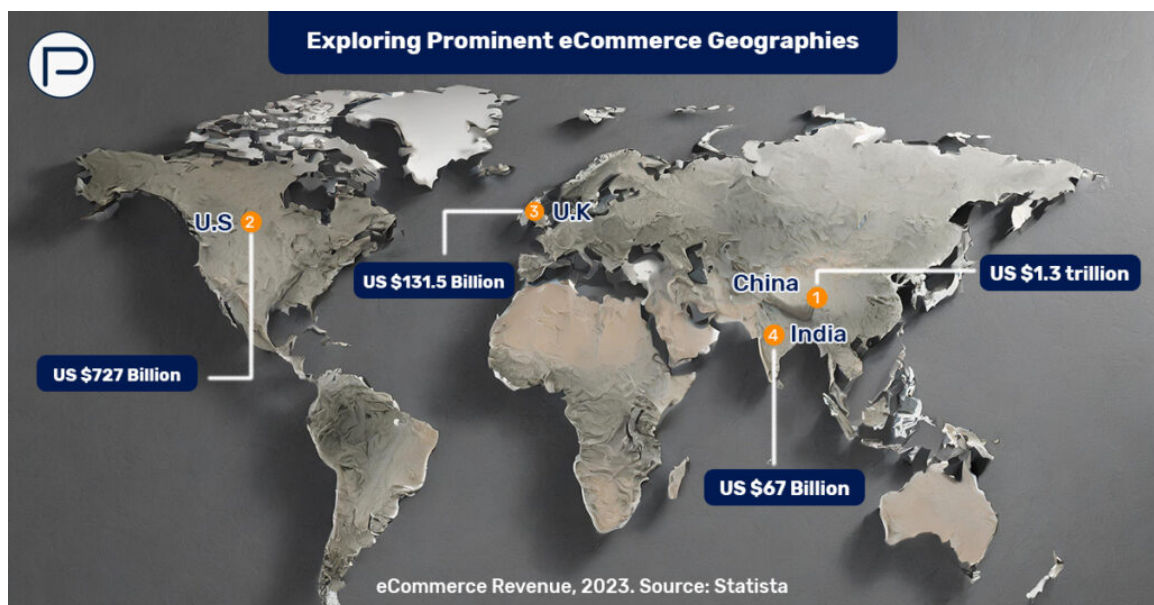 Exploring Prominent eCommerce Geographies
P
U.S 2
3 U.K
US $131.5 Billion
China 1
US $1.3 trillion
4 India
US $727 Billion
US $67 Billion
eCommerce Revenue, 2023. Source: Statista